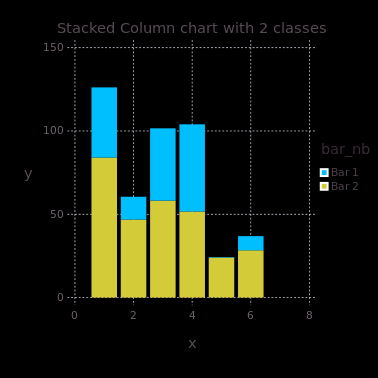 Stacked Column chart with 2 classes
150
100
50
0
y
0 2 4 6 8
x
bar_nb
Bar 1
Bar 2